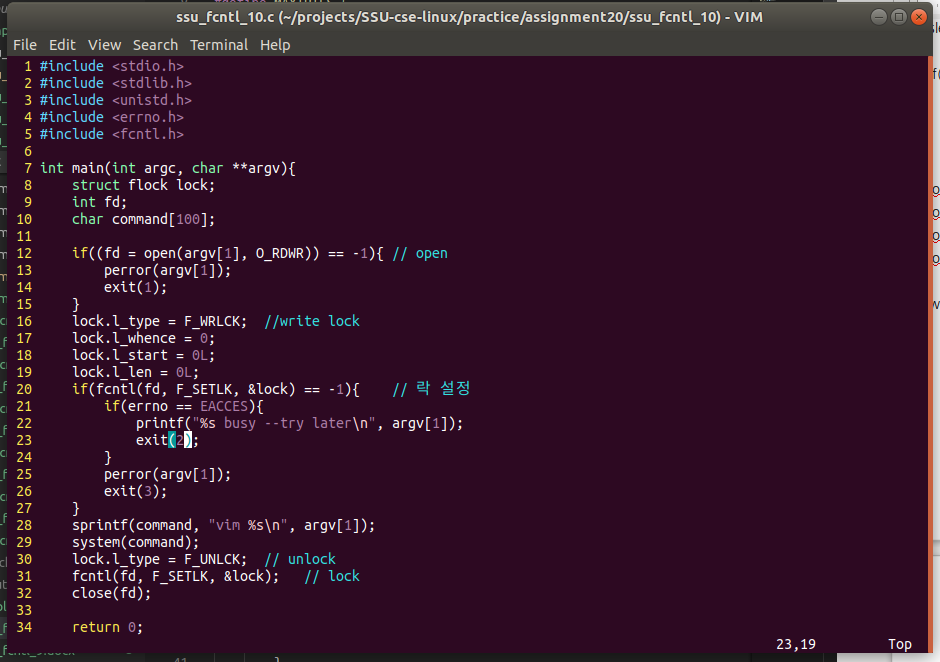 ssu_fcntl_10.c (~/projects/SSU-cse-linux/practice/assignment20/ssu_fcntl_10) - VIM
File Edit View Search Terminal Help
1 #include <stdio.h>
2 #include <stdlib.h>
3 #include <unistd.h>
4 #include <errno.h>
5 #include <fcntl.h>
6
7 int main(int argc, char **argv){
8     struct flock lock;
9     int fd;
10     char command[100];
11
12     if((fd = open(argv[1], O_RDWR)) == -1){ // open
13         perror(argv[1]);
14         exit(1);
15     }
16     lock.l_type = F_WRLCK;  //write lock
17     lock.l_whence = 0;
18     lock.l_start = 0L;
19     lock.l_len = 0L;
20     if(fcntl(fd, F_SETLK, &lock) == -1){    // 락 설정
21         if(errno == EACCES){
22             printf("%s busy --try later\n", argv[1]);
23             exit(2);
24         }
25         perror(argv[1]);
26         exit(3);
27     }
28     sprintf(command, "vim %s\n", argv[1]);
29     system(command);
30     lock.l_type = F_UNLCK;  // unlock
31     fcntl(fd, F_SETLK, &lock);   // lock
32     close(fd);
33
34     return 0;
23,19 Top